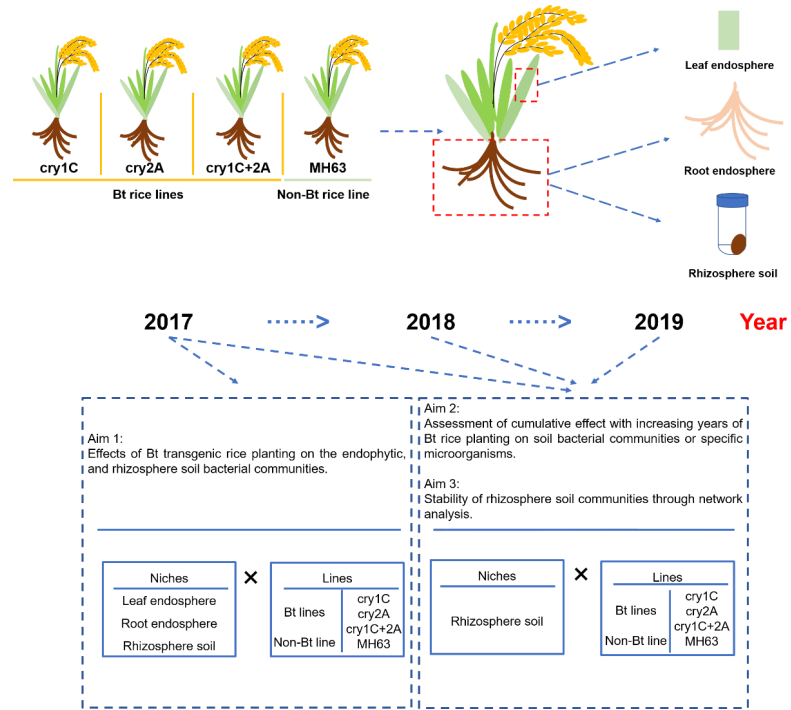 Leaf endosphere
cry1C cry2A cry1C+2A MH63
Bt rice lines Non-Bt rice line
Root endosphere
Rhizosphere soil
2017 2018 2019 Year
Aim 1:
Effects of Bt transgenic rice planting on the endophytic,
and rhizosphere soil bacterial communities.
Aim 2:
Assessment of cumulative effect with increasing years of
Bt rice planting on soil bacterial communities or specific
microorganisms.
Aim 3:
Stability of rhizosphere soil communities through network
analysis.
Niches
Leaf endosphere
Root endosphere
Rhizosphere soil
×
Lines
Bt lines
cry1C
cry2A
cry1C+2A
Non-Bt line MH63
Niches
Rhizosphere soil
×
Lines
Bt lines
cry1C
cry2A
cry1C+2A
Non-Bt line MH63